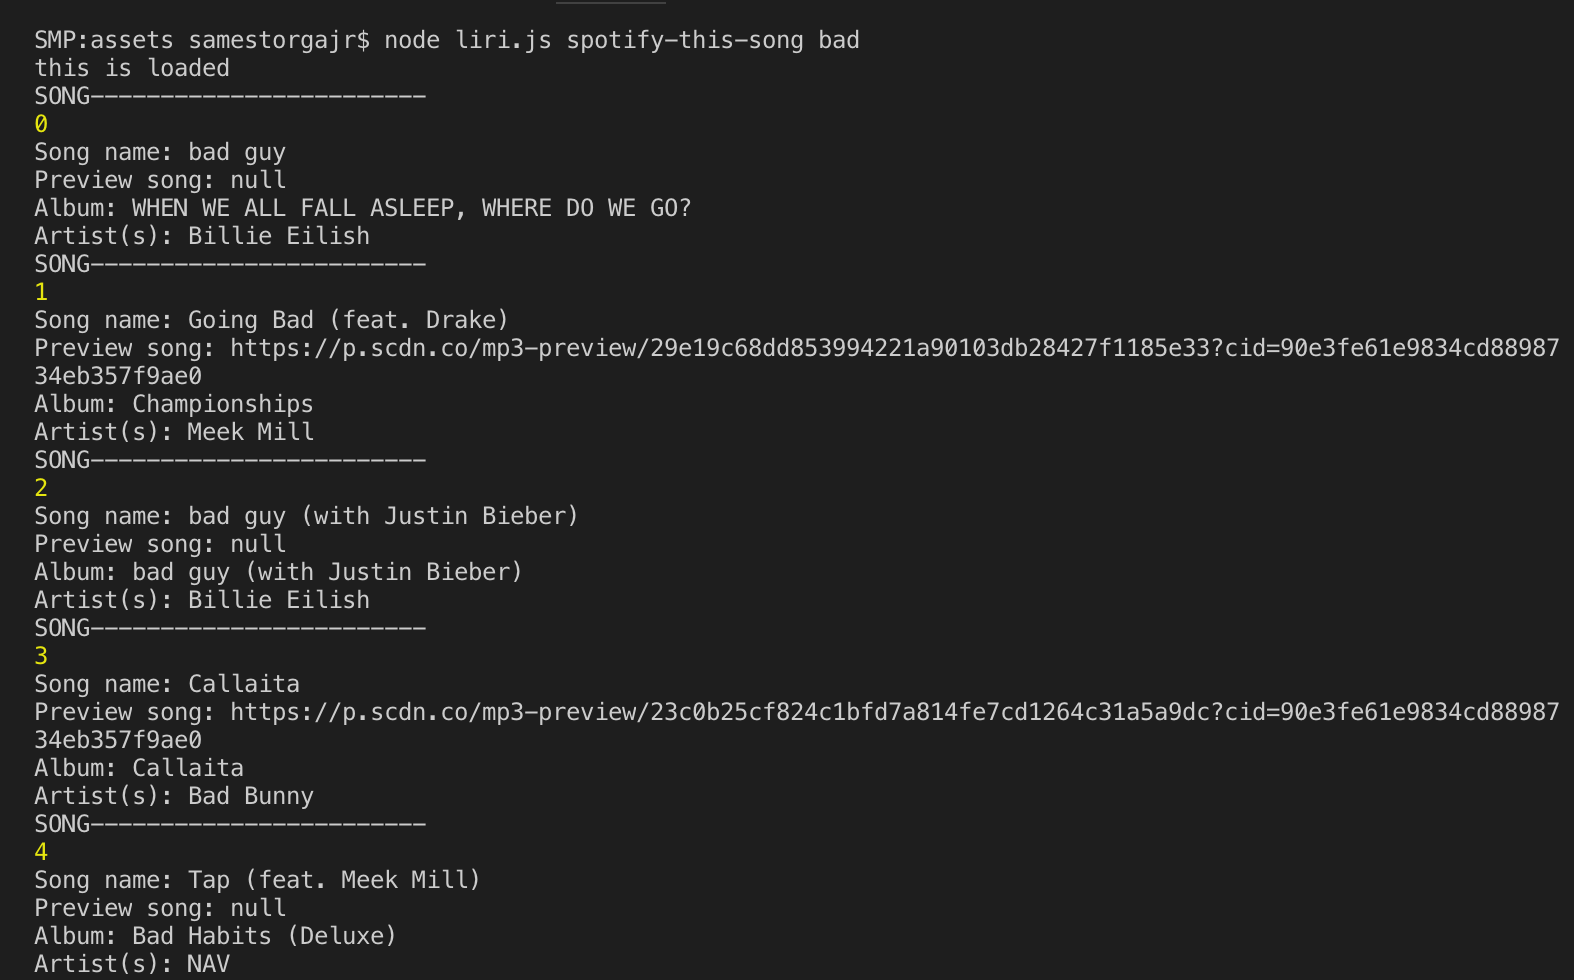 SMP:assets samestorgajr$ node liri.js spotify-this-song bad
this is loaded
SONG------------------------
0
Song name: bad guy
Preview song: null
Album: WHEN WE ALL FALL ASLEEP, WHERE DO WE GO?
Artist(s): Billie Eilish
SONG------------------------
1
Song name: Going Bad (feat. Drake)
Preview song: https://p.scdn.co/mp3-preview/29e19c68dd853994221a90103db28427f1185e33?cid=90e3fe61e9834cd88987
34eb357f9ae0
Album: Championships
Artist(s): Meek Mill
SONG------------------------
2
Song name: bad guy (with Justin Bieber)
Preview song: null
Album: bad guy (with Justin Bieber)
Artist(s): Billie Eilish
SONG------------------------
3
Song name: Callaita
Preview song: https://p.scdn.co/mp3-preview/23c0b25cf824c1bfd7a814fe7cd1264c31a5a9dc?cid=90e3fe61e9834cd88987
34eb357f9ae0
Album: Callaita
Artist(s): Bad Bunny
SONG------------------------
4
Song name: Tap (feat. Meek Mill)
Preview song: null
Album: Bad Habits (Deluxe)
Artist(s): NAV